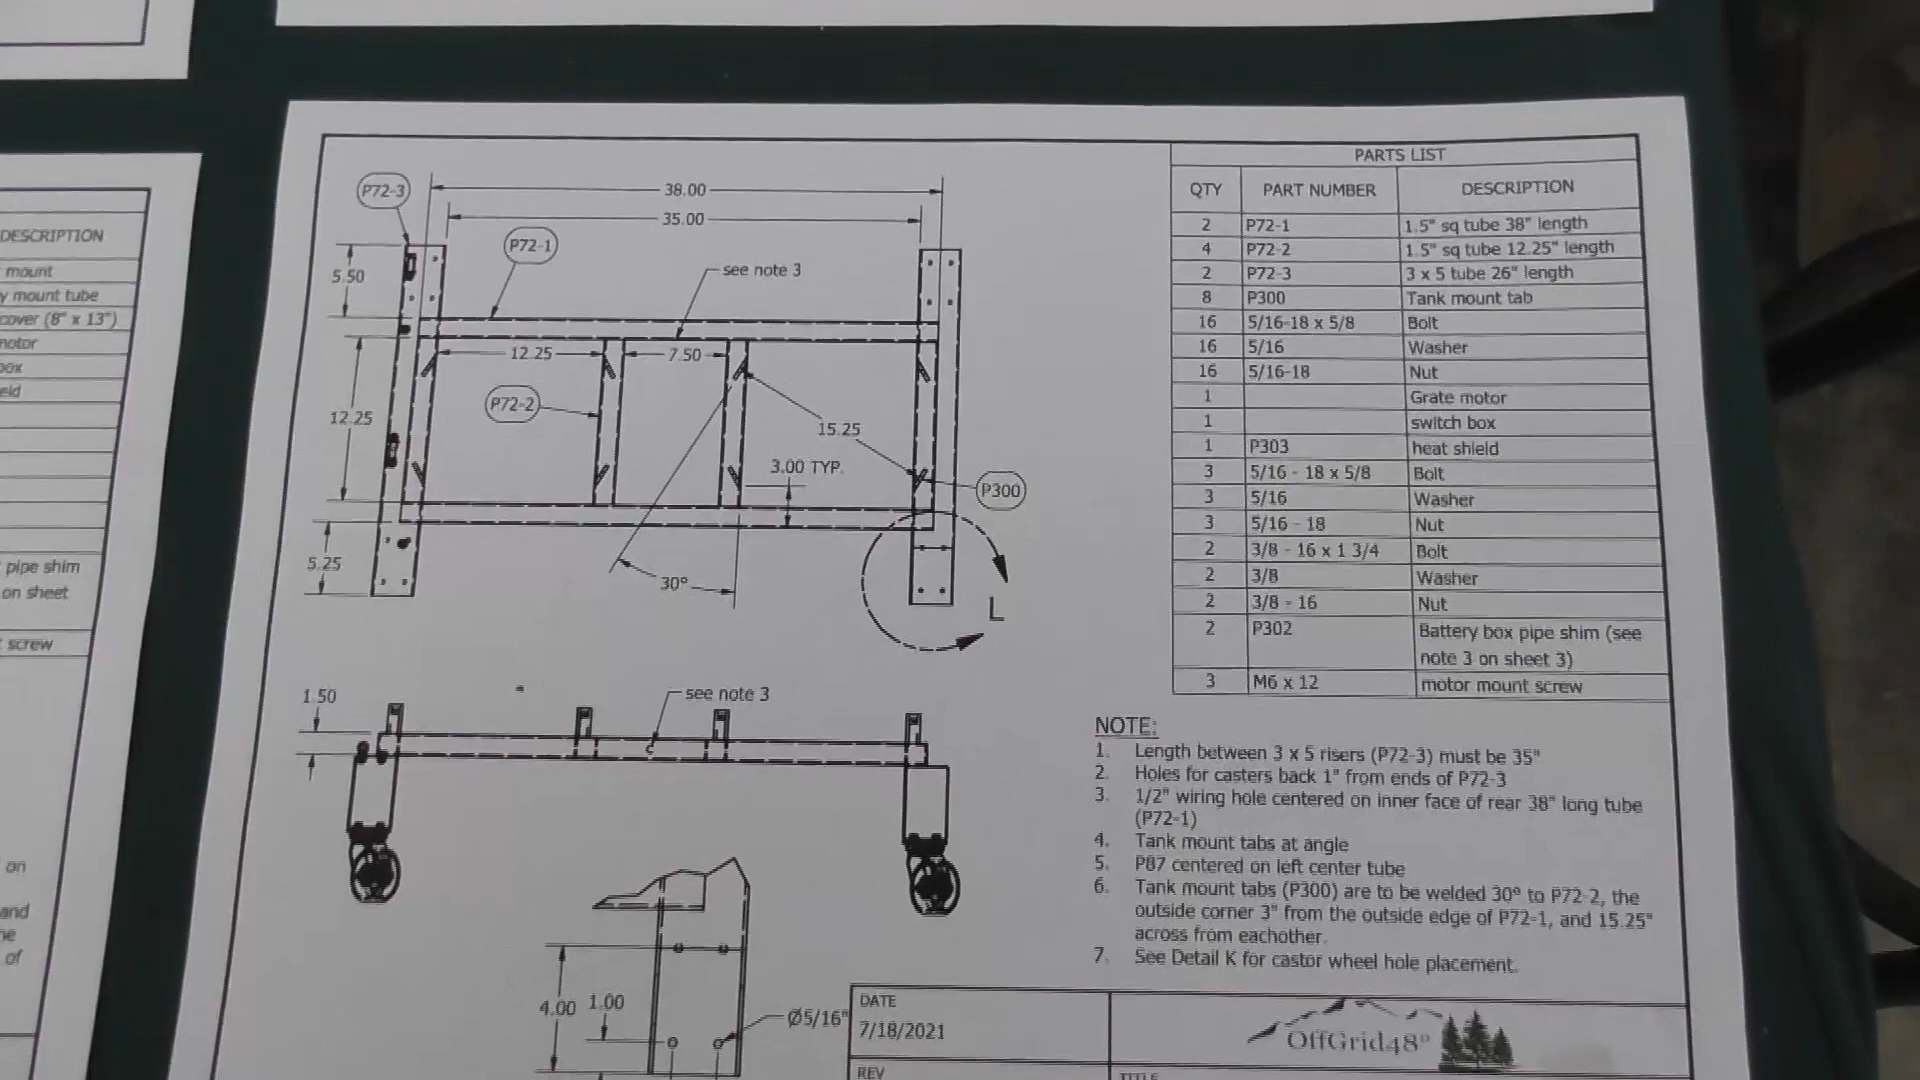 DESCRIPTION
mount
y mount tube
cover (8" x 13")
motor
box
eld
pipe shim
on sheet
screw
on
and
of
P72-3
38.00
35.00
P72-1
5.50
see note 3
12.25
7.50
P72-2
12.25
15.25
3.00 TYP.
P300
5.25
30°
L
1.50
see note 3
4.00
1.00
Ø5/16"
PARTS LIST
QTY PART NUMBER DESCRIPTION
2 P72-1 1.5" sq tube 38" length
4 P72-2 1.5" sq tube 12.25" length
2 P72-3 3 x 5 tube 26" length
8 P300 Tank mount tab
16 5/16-18 x 5/8 Bolt
16 5/16 Washer
16 5/16-18 Nut
1 Grate motor
1 switch box
1 P303 heat shield
3 5/16 - 18 x 5/8 Bolt
3 5/16 Washer
3 5/16 - 18 Nut
2 3/8 - 16 x 1 3/4 Bolt
2 3/8 Washer
2 3/8 - 16 Nut
2 P302 Battery box pipe shim (see
note 3 on sheet 3)
3 M6 x 12 motor mount screw
NOTE:
1. Length between 3 x 5 risers (P72-3) must be 35"
2. Holes for casters back 1" from ends of P72-3
3. 1/2" wiring hole centered on inner face of rear 38" long tube
(P72-1)
4. Tank mount tabs at angle
5. P87 centered on left center tube
6. Tank mount tabs (P300) are to be welded 30° to P72-2, the
outside corner 3" from the outside edge of P72-1, and 15.25"
across from eachother.
7. See Detail K for castor wheel hole placement.
DATE
7/18/2021
OffGrid48°
REV
TITLE